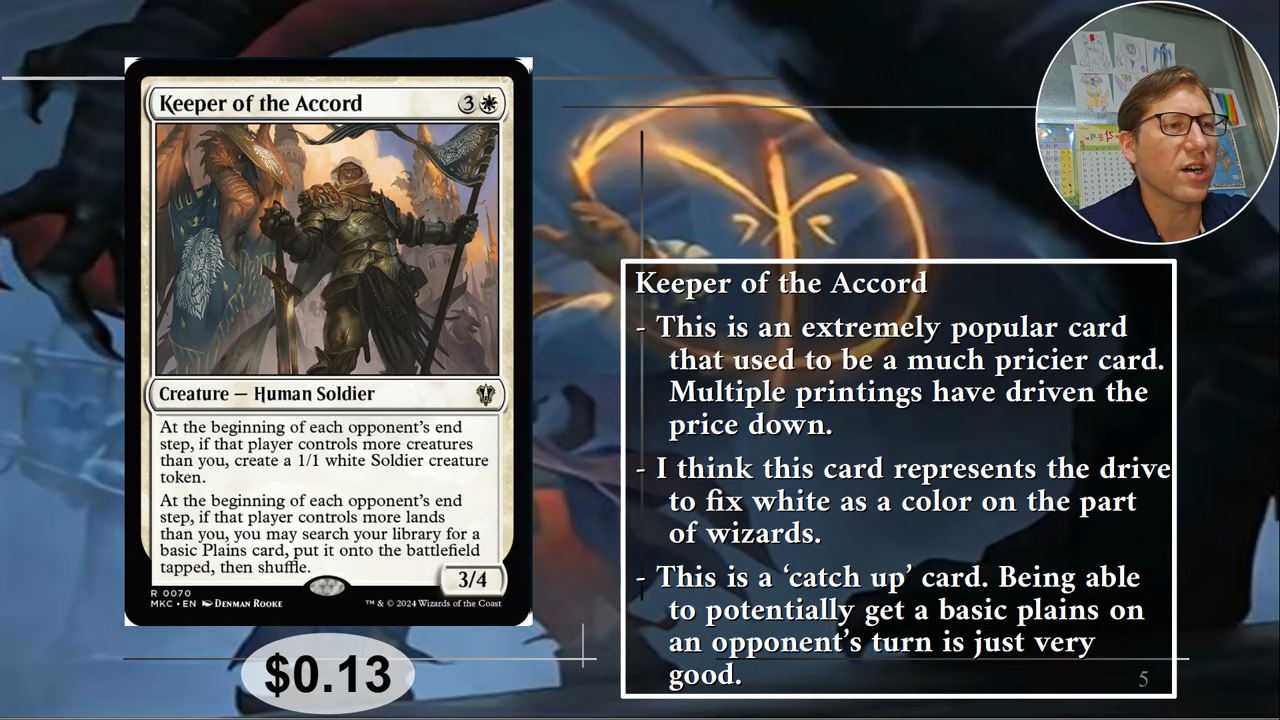 Keeper of the Accord
3
Creature — Human Soldier
At the beginning of each opponent's end
step, if that player controls more creatures
than you, create a 1/1 white Soldier creature
token.
At the beginning of each opponent's end
step, if that player controls more lands
than you, you may search your library for a
basic Plains card, put it onto the battlefield
tapped, then shuffle.
3/4
R 0070
MKC • EN DENMAN ROOKE
™ & © 2024 Wizards of the Coast
$0.13
Keeper of the Accord
- This is an extremely popular card
that used to be a much pricier card.
Multiple printings have driven the
price down.
- I think this card represents the drive
to fix white as a color on the part
of wizards.
- This is a ‘catch up’ card. Being able
to potentially get a basic plains on
an opponent’s turn is just very
good.
5